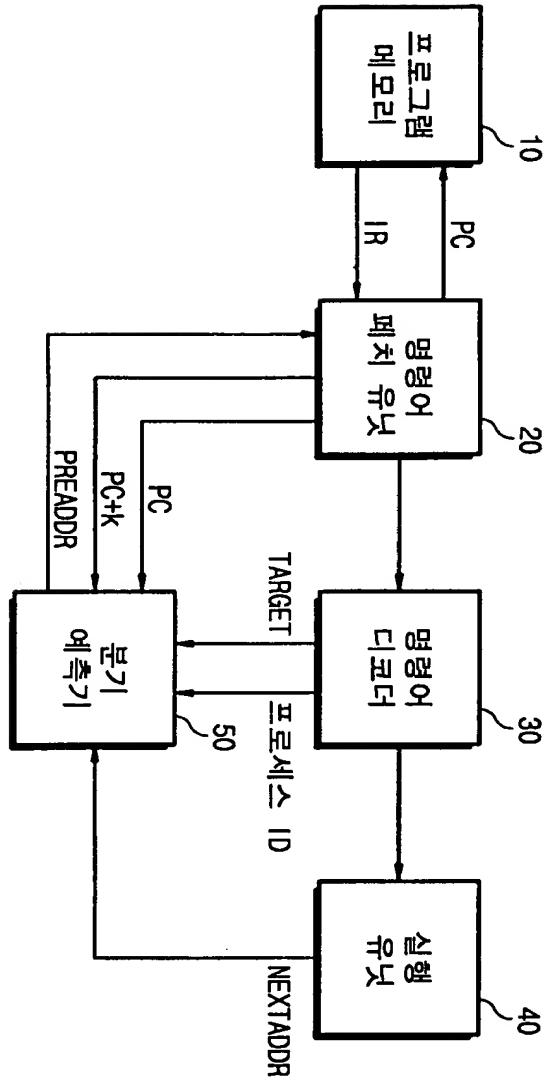 프로그램
메모리
10
PC
IR
명령어
페치 유닛
20
명령어
디코더
30
실행
유닛
40
PREADDR
PC+k
PC
TARGET
프로세스 ID
NEXTADDR
분기
예측기
50